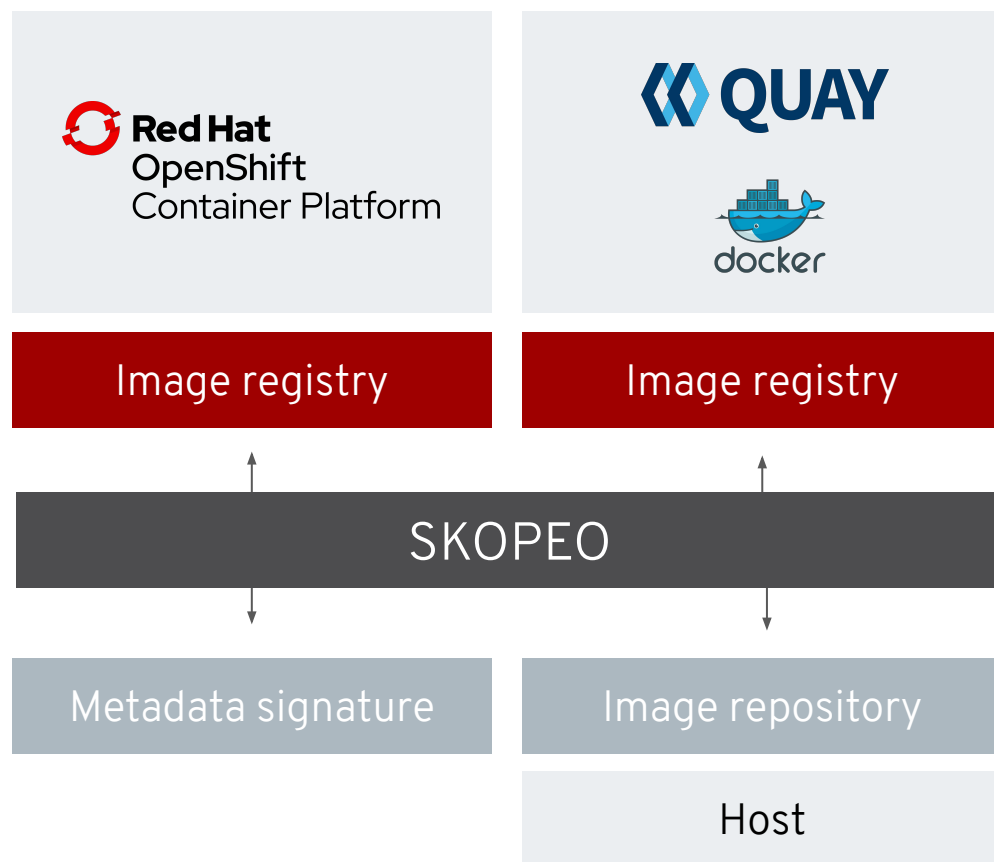 Red Hat
OpenShift
Container Platform
QUAY
docker
Image registry
Image registry
SKOPEO
Metadata signature
Image repository
Host